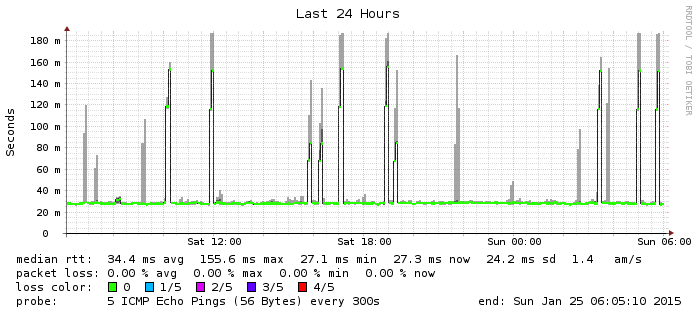 Last 24 Hours
RRDTOOL / TOBI OETIKER
Seconds
180 m
160 m
140 m
120 m
100 m
80 m
60 m
40 m
20 m
0
Sat 12:00 Sat 18:00 Sun 00:00 Sun 06:00
median rtt: 34.4 ms avg 155.6 ms max 27.1 ms min 27.3 ms now 24.2 ms sd 1.4 am/s
packet loss: 0.00 % avg 0.00 % max 0.00 % min 0.00 % now
loss color: 0 1/5 2/5 3/5 4/5
probe: 5 ICMP Echo Pings (56 Bytes) every 300s end: Sun Jan 25 06:05:10 2015